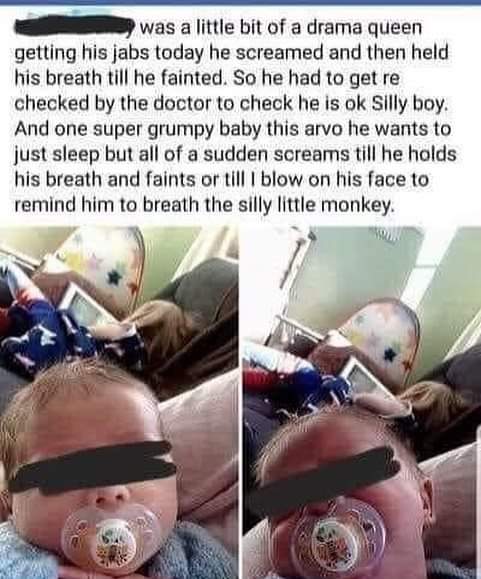 was a little bit of a drama queen
getting his jabs today he screamed and then held
his breath till he fainted. So he had to get re
checked by the doctor to check he is ok Silly boy.
And one super grumpy baby this arvo he wants to
just sleep but all of a sudden screams till he holds
his breath and faints or till I blow on his face to
remind him to breath the silly little monkey.